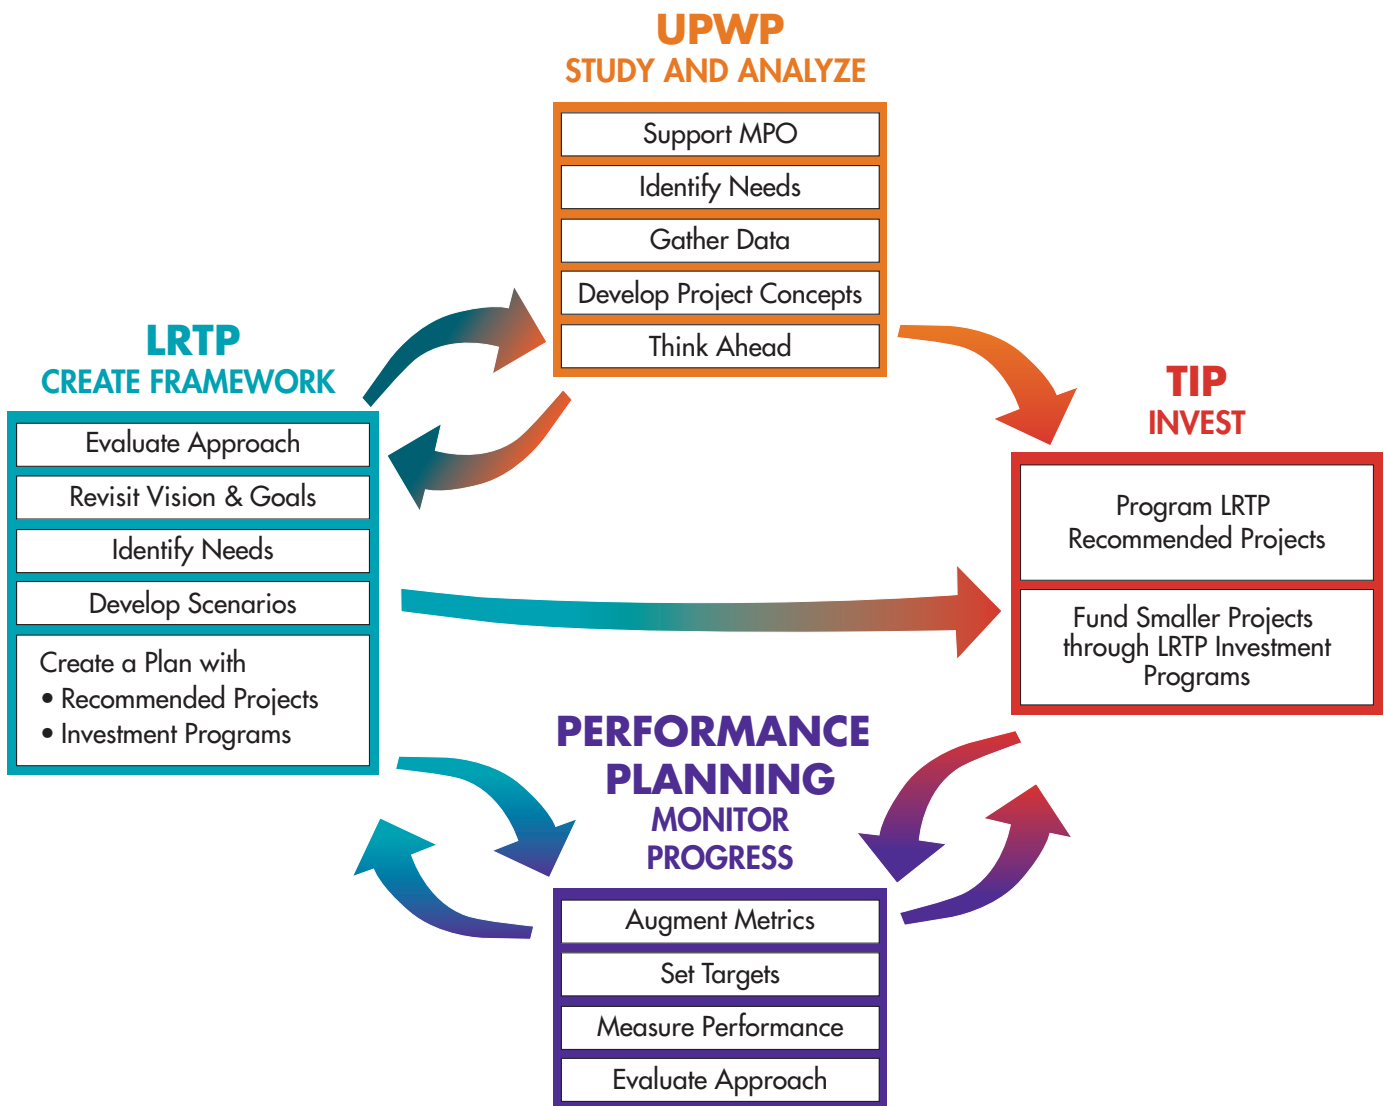 UPWP
STUDY AND ANALYZE
Support MPO
Identify Needs
Gather Data
Develop Project Concepts
Think Ahead
LRTP
CREATE FRAMEWORK
Evaluate Approach
Revisit Vision & Goals
Identify Needs
Develop Scenarios
Create a Plan with
• Recommended Projects
• Investment Programs
TIP
INVEST
Program LRTP
Recommended Projects
Fund Smaller Projects
through LRTP Investment
Programs
PERFORMANCE
PLANNING
MONITOR
PROGRESS
Augment Metrics
Set Targets
Measure Performance
Evaluate Approach